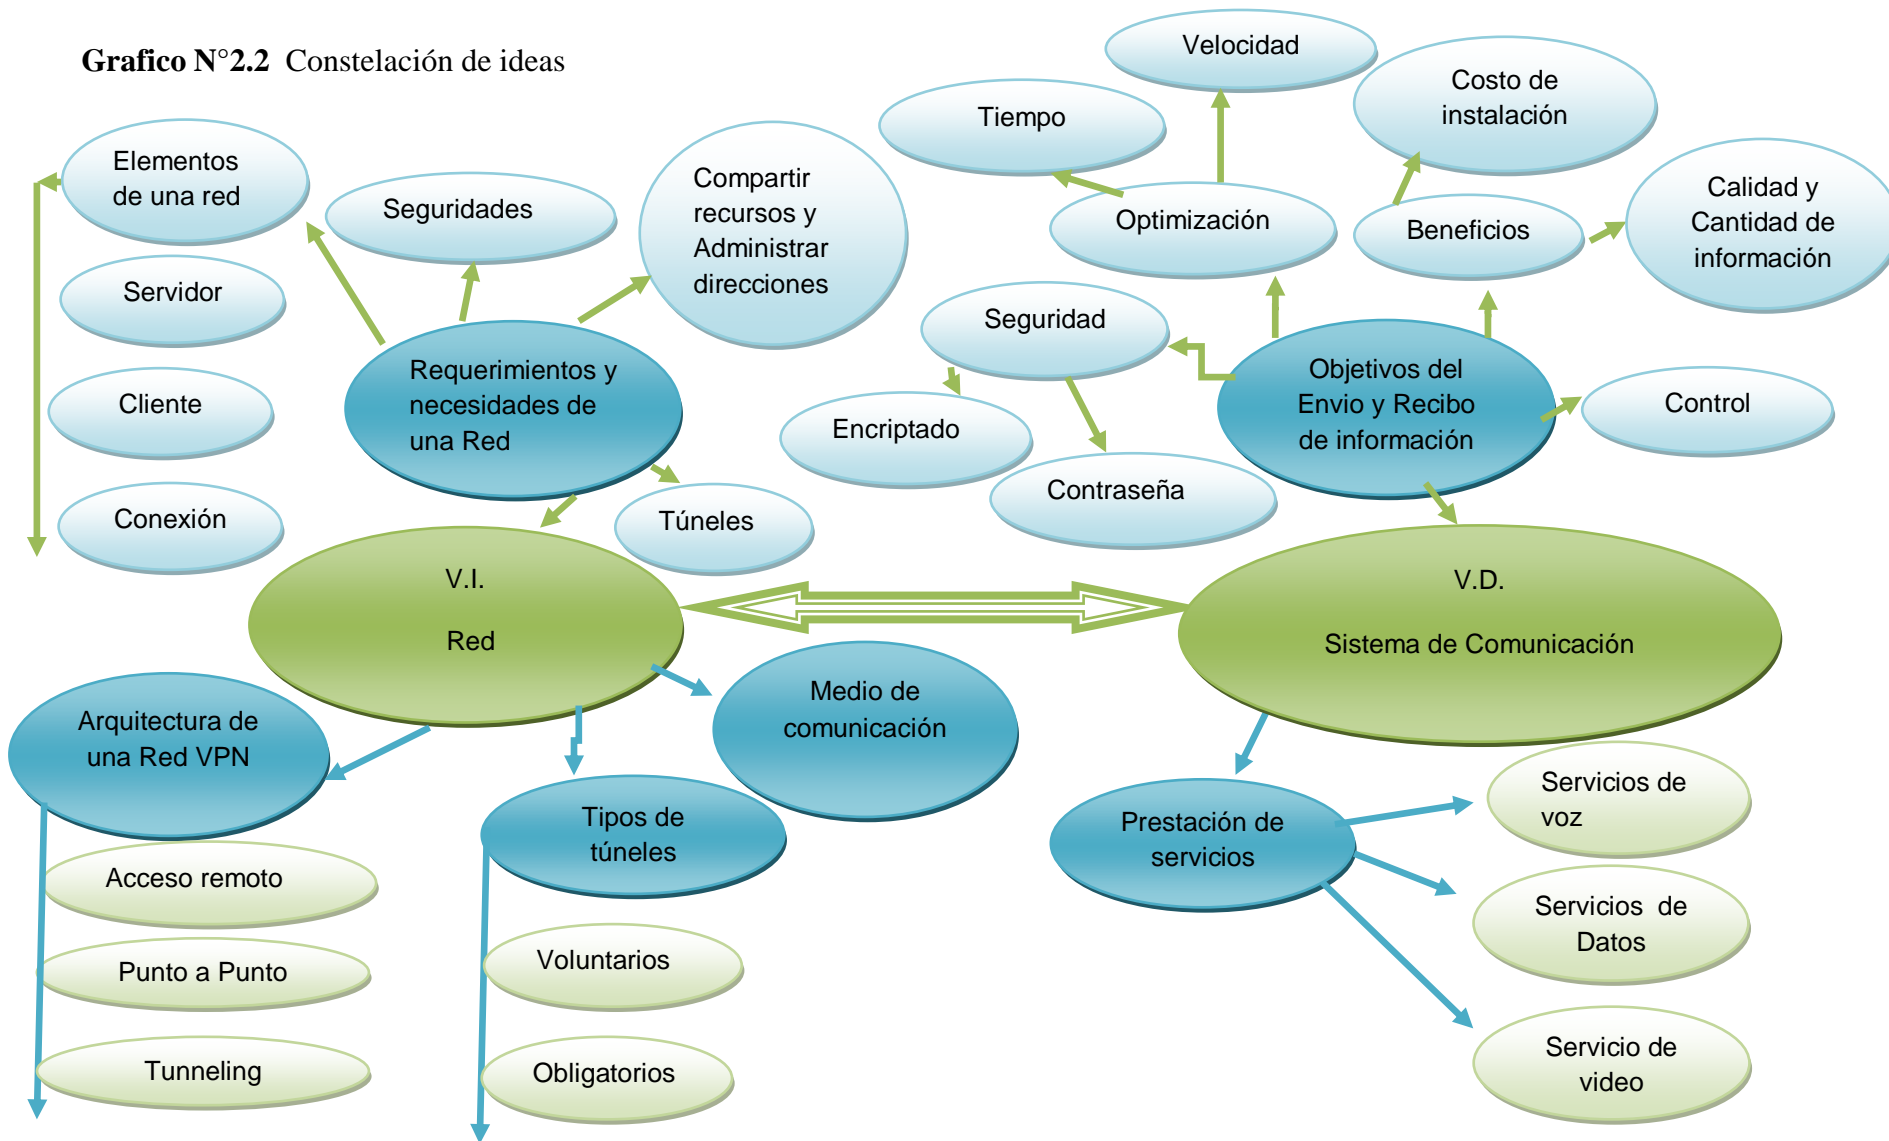 Grafico N°2.2 Constelación de ideas
Velocidad
Costo de
instalación
Tiempo
Elementos
de una red
Compartir
recursos y
Administrar
direcciones
Seguridades
Optimización
Beneficios
Calidad y
Cantidad de
información
Servidor
Seguridad
Requerimientos y
necesidades de
una Red
Objetivos del
Envio y Recibo
de información
Cliente
Control
Encriptado
Contraseña
Conexión
Túneles
V.I.
Red
V.D.
Sistema de Comunicación
Medio de
comunicación
Arquitectura de
una Red VPN
Tipos de
túneles
Prestación de
servicios
Servicios de
voz
Acceso remoto
Servicios de
Datos
Voluntarios
Punto a Punto
Servicio de
video
Tunneling
Obligatorios